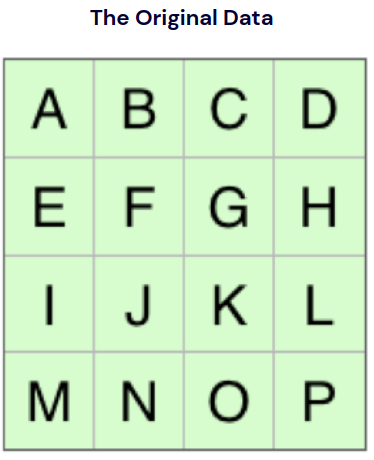 The Original Data
A B C D
E F G H
I J K L
M N O P